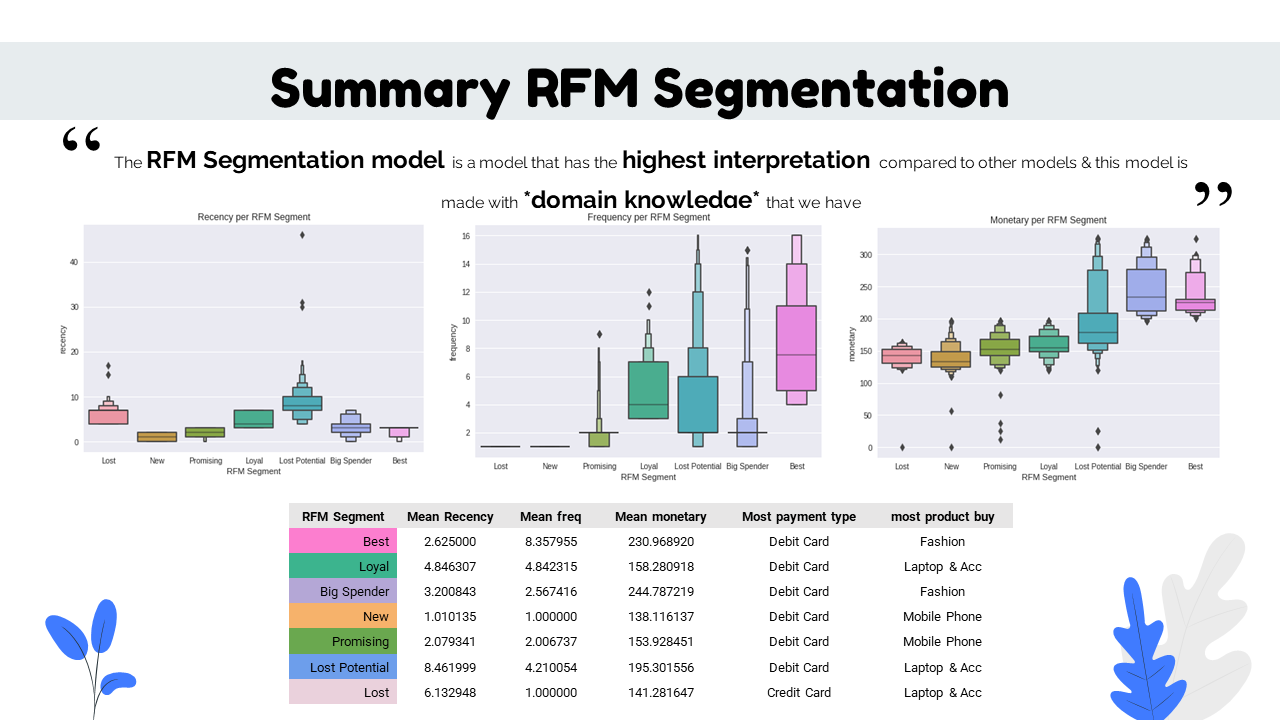 Summary RFM Segmentation
“
The RFM Segmentation model is a model that has the highest interpretation compared to other models & this model is
made with *domain knowledge* that we have
”
Recency per RFM Segment
recency
40
30
20
10
0
Lost New Promising Loyal Lost Potential Big Spender Best
RFM Segment
Frequency per RFM Segment
frequency
16
14
12
10
8
6
4
2
Lost New Promising Loyal Lost Potential Big Spender Best
RFM Segment
Monetary per RFM Segment
monetary
300
250
200
150
100
50
0
Lost New Promising Loyal Lost Potential Big Spender Best
RFM Segment
RFM Segment Mean Recency Mean freq Mean monetary Most payment type most product buy
Best 2.625000 8.357955 230.968920 Debit Card Fashion
Loyal 4.846307 4.842315 158.280918 Debit Card Laptop & Acc
Big Spender 3.200843 2.567416 244.787219 Debit Card Fashion
New 1.010135 1.000000 138.116137 Debit Card Mobile Phone
Promising 2.079341 2.006737 153.928451 Debit Card Mobile Phone
Lost Potential 8.461999 4.210054 195.301556 Debit Card Laptop & Acc
Lost 6.132948 1.000000 141.281647 Credit Card Laptop & Acc